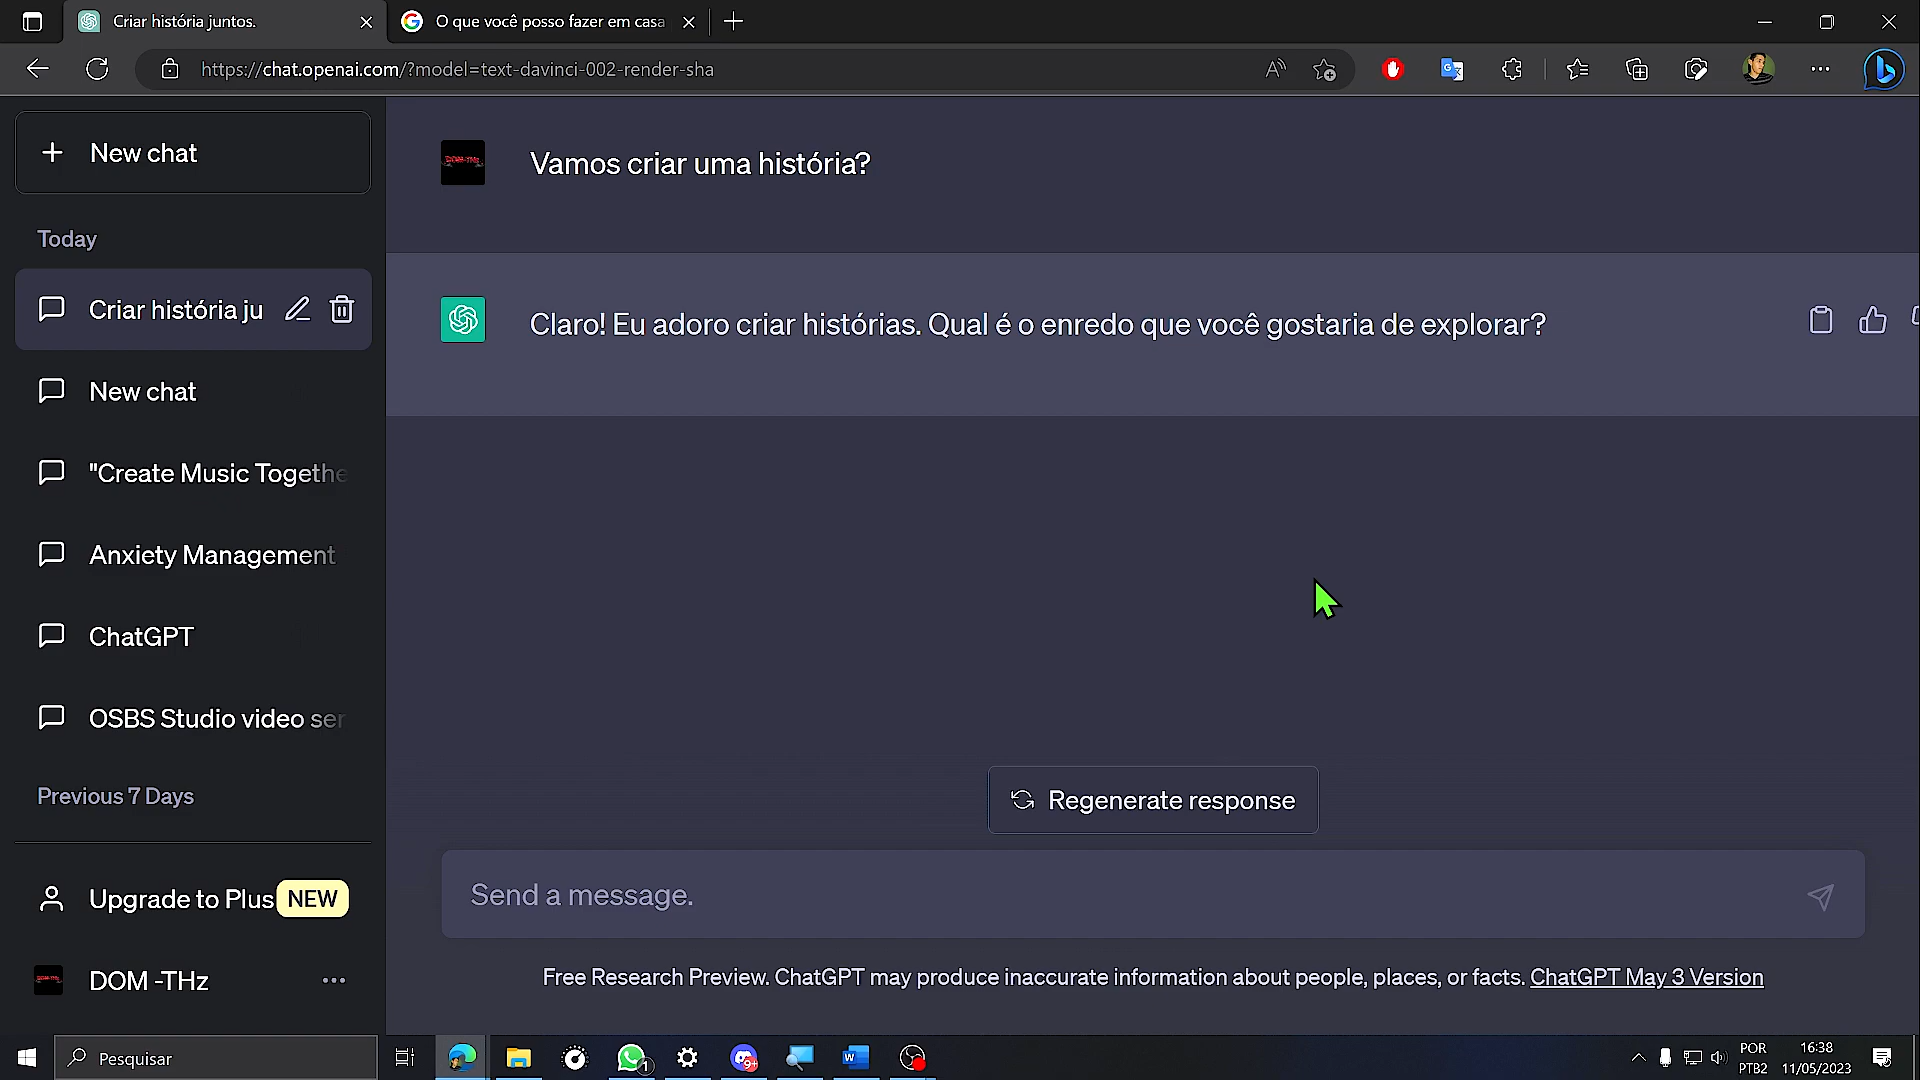 Criar história juntos.
O que você posso fazer em casa
https://chat.openai.com/?model=text-davinci-002-render-sha
New chat
Today
Criar história ju
New chat
"Create Music Togethe
Anxiety Management
ChatGPT
OSBS Studio video ser
Previous 7 Days
Upgrade to Plus NEW
DOM -THz
Vamos criar uma história?
Claro! Eu adoro criar histórias. Qual é o enredo que você gostaria de explorar?
Regenerate response
Send a message.
Free Research Preview. ChatGPT may produce inaccurate information about people, places, or facts. ChatGPT May 3 Version
Pesquisar
1
9+
POR
PTB2
16:38
11/05/2023